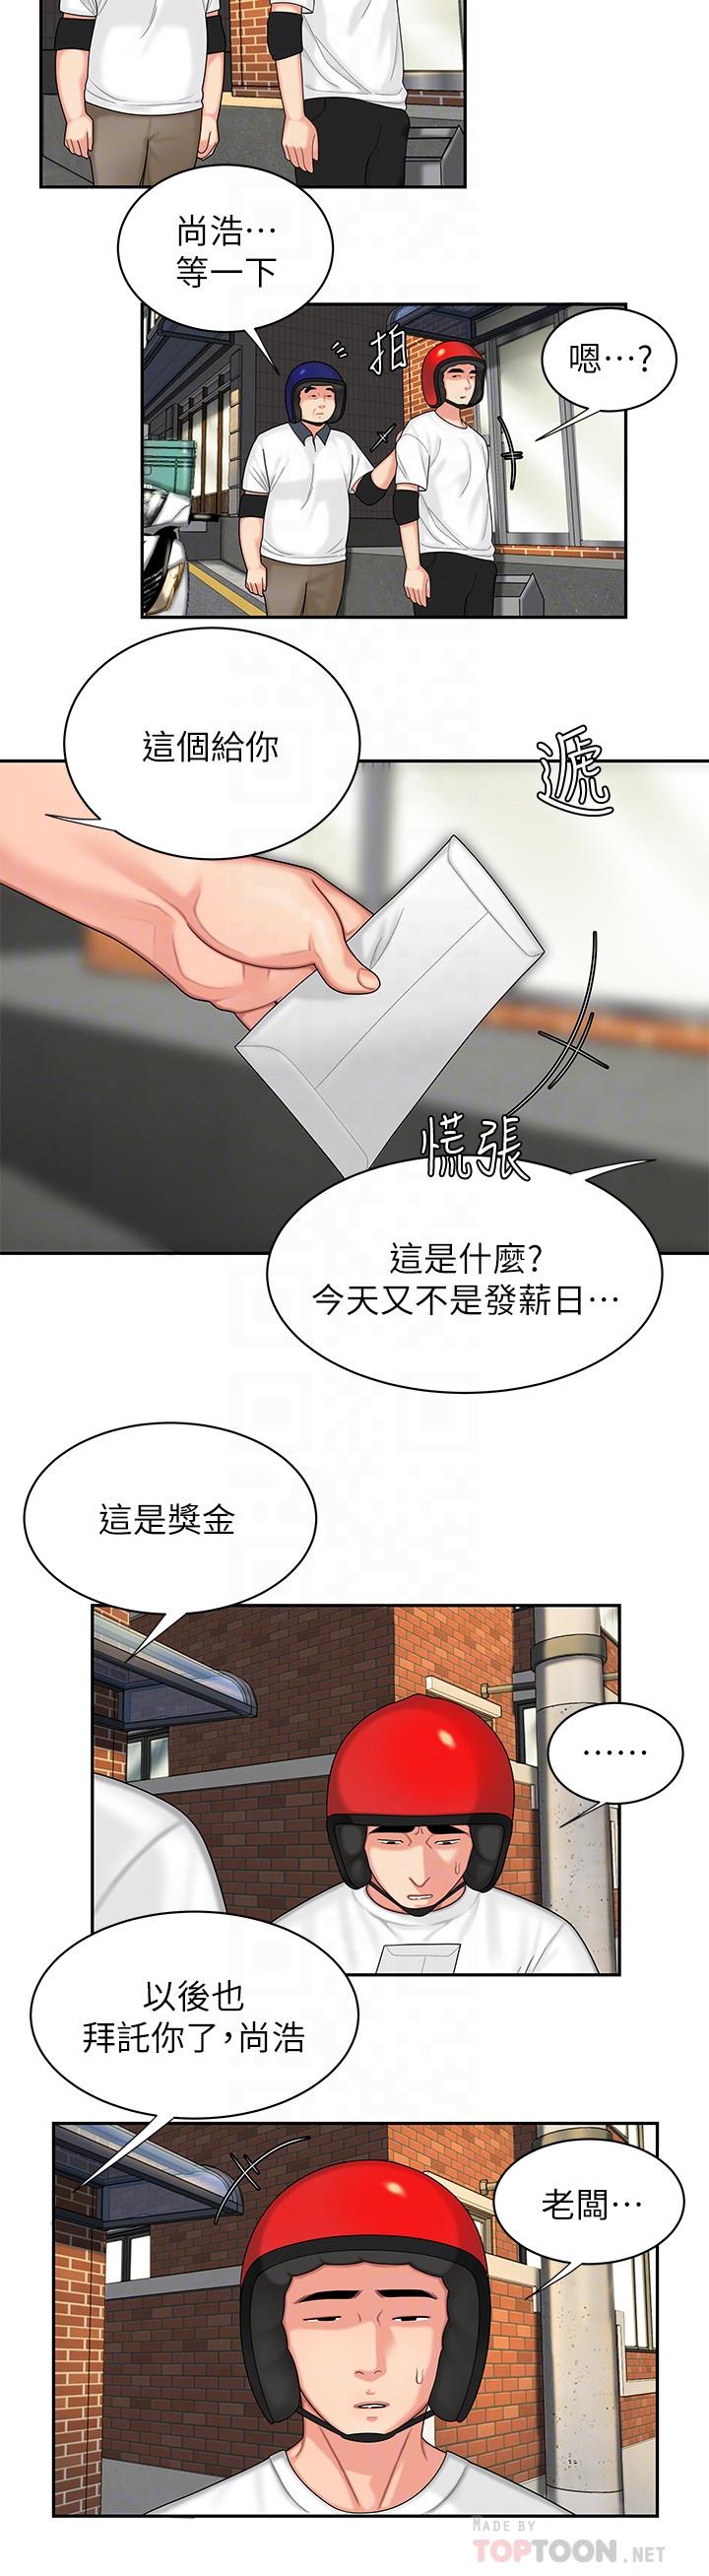 尚浩…
等一下
拍
嗯…?
這個給你
遞
慌張
這是什麼?
今天又不是發薪日…
這是獎金
……
以後也
拜託你了,尚浩
老闆…
MADE BY
TOPTOON.NET